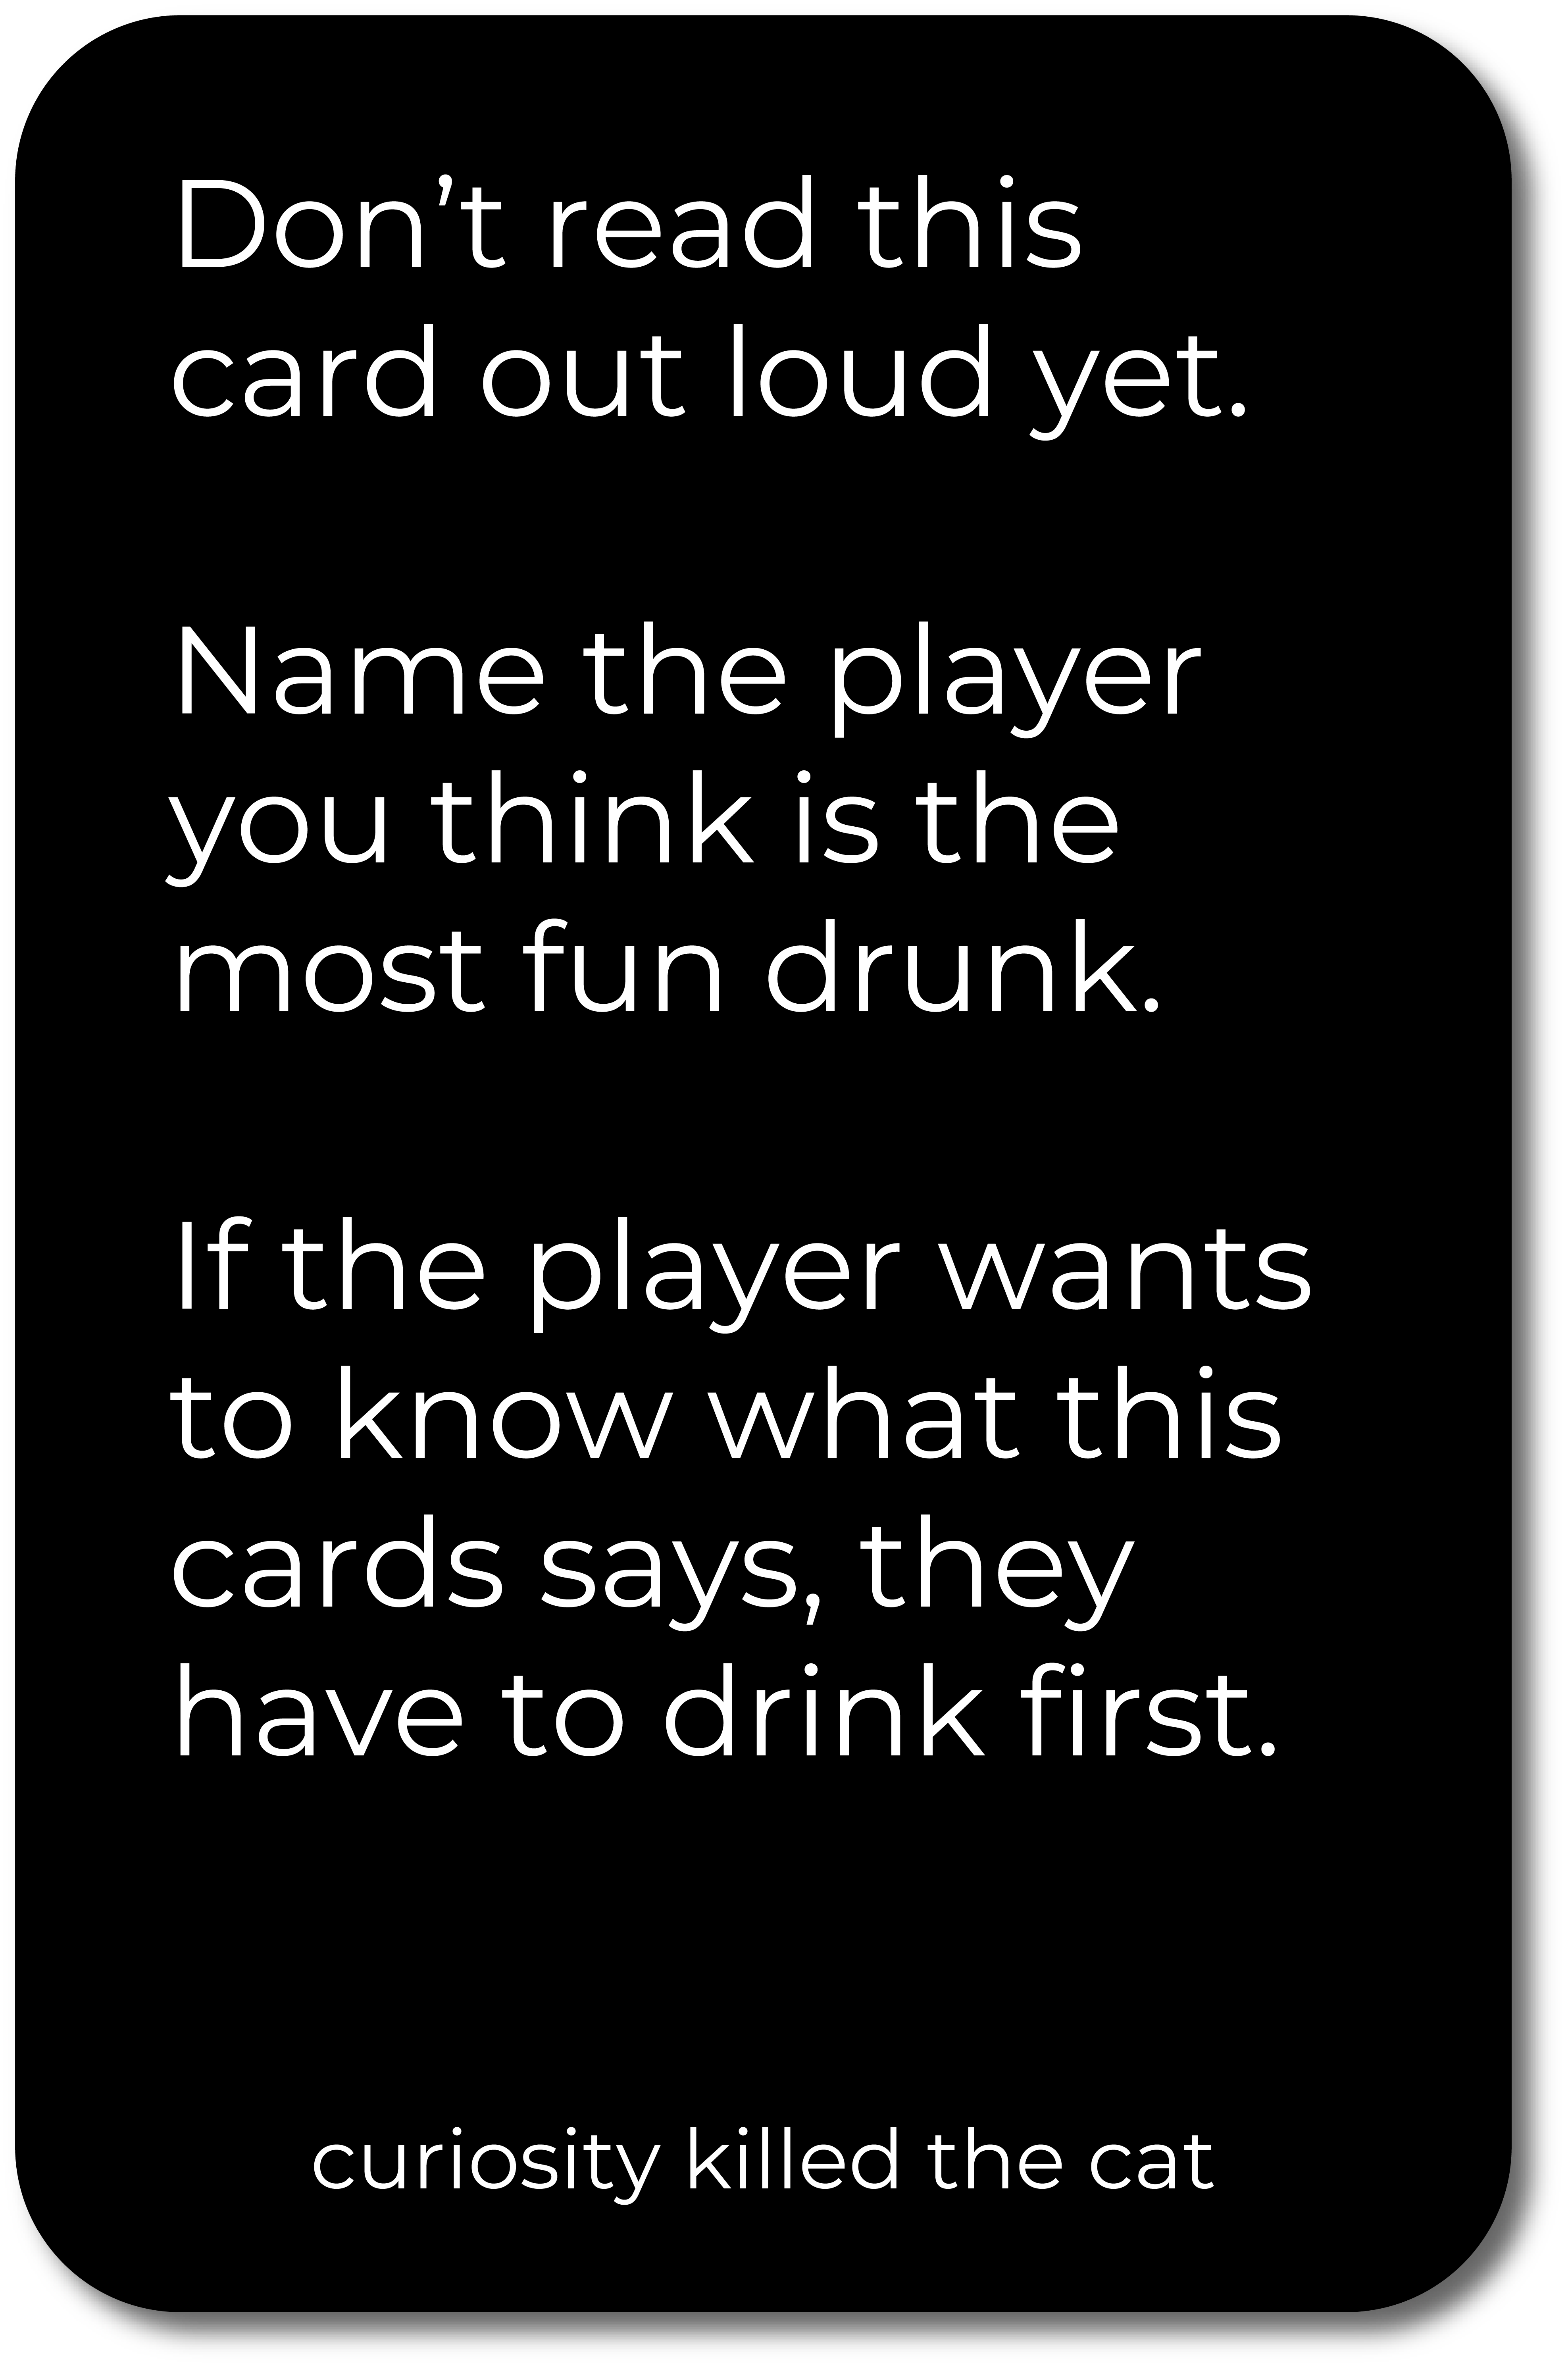 Don’t read this
card out loud yet.
Name the player
you think is the
most fun drunk.
If the player wants
to know what this
cards says, they
have to drink first.
curiosity killed the cat